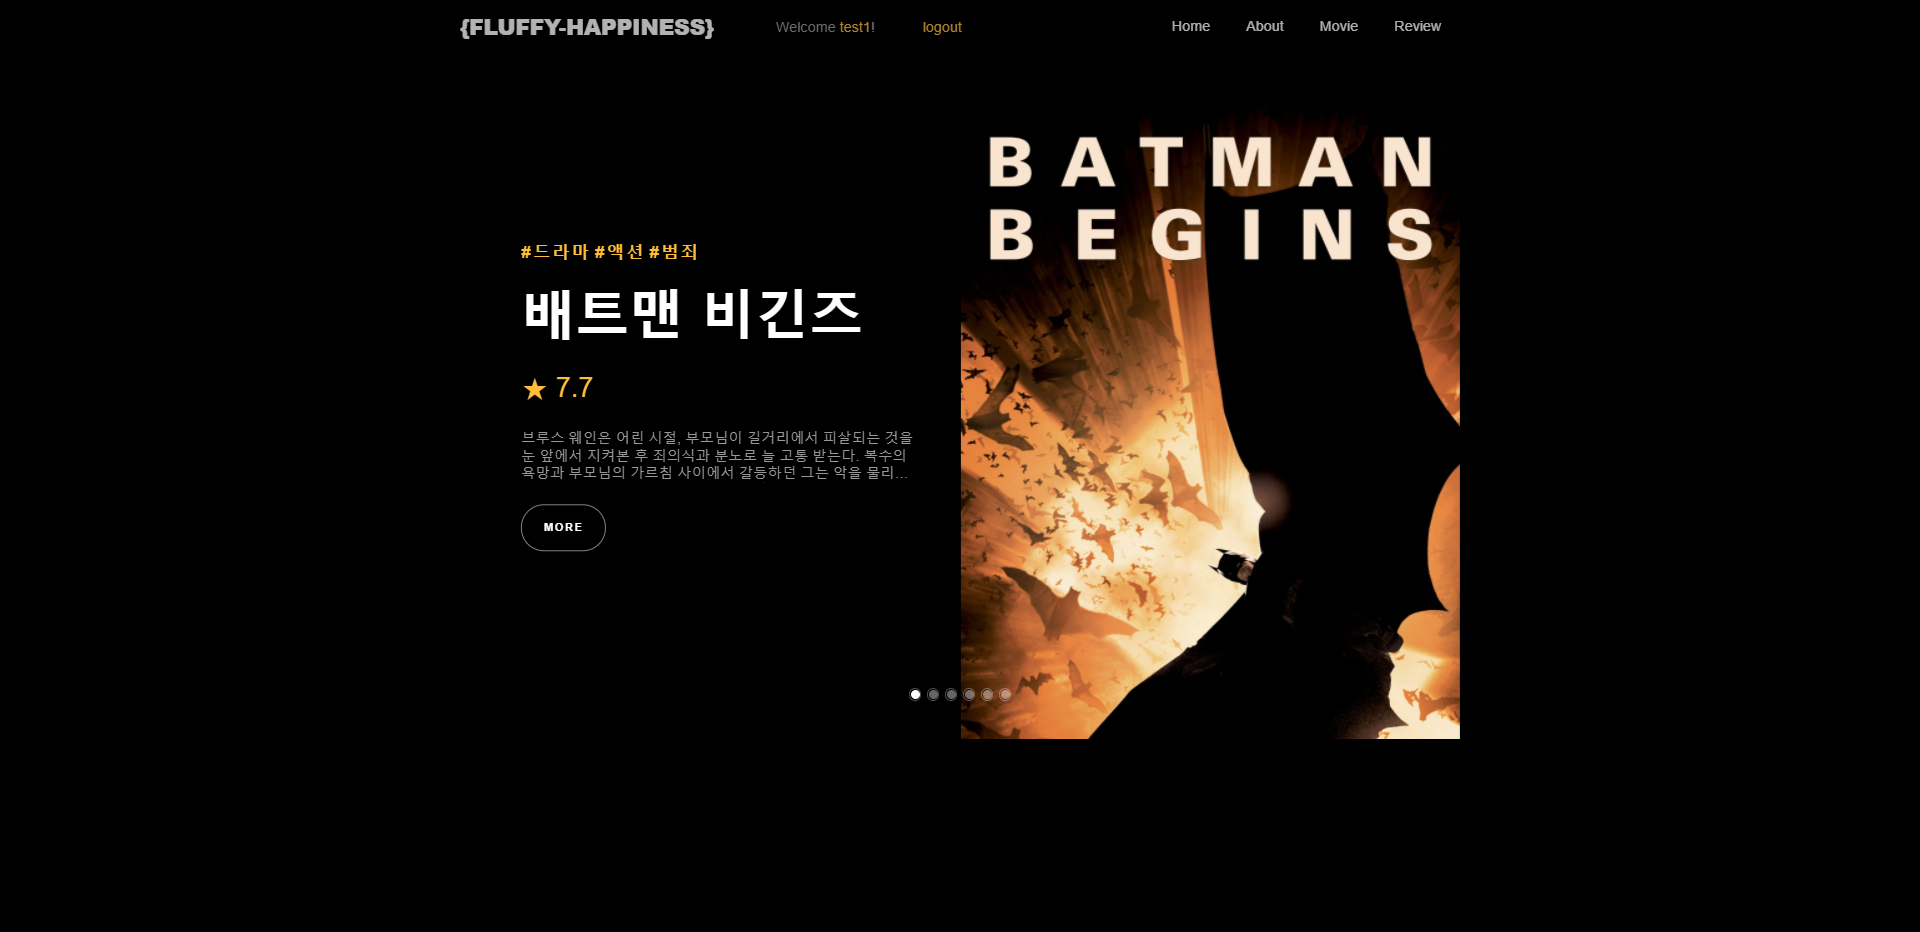 {FLUFFY-HAPPINESS}
Welcome test1!
logout
Home
About
Movie
Review
BATMAN
BEGINS
#드라마 #액션 #범죄
배트맨 비긴즈
★ 7.7
브루스 웨인은 어린 시절, 부모님이 길거리에서 피살되는 것을
눈 앞에서 지켜본 후 죄의식과 분노로 늘 고통 받는다. 복수의
욕망과 부모님의 가르침 사이에서 갈등하던 그는 악을 물리...
MORE